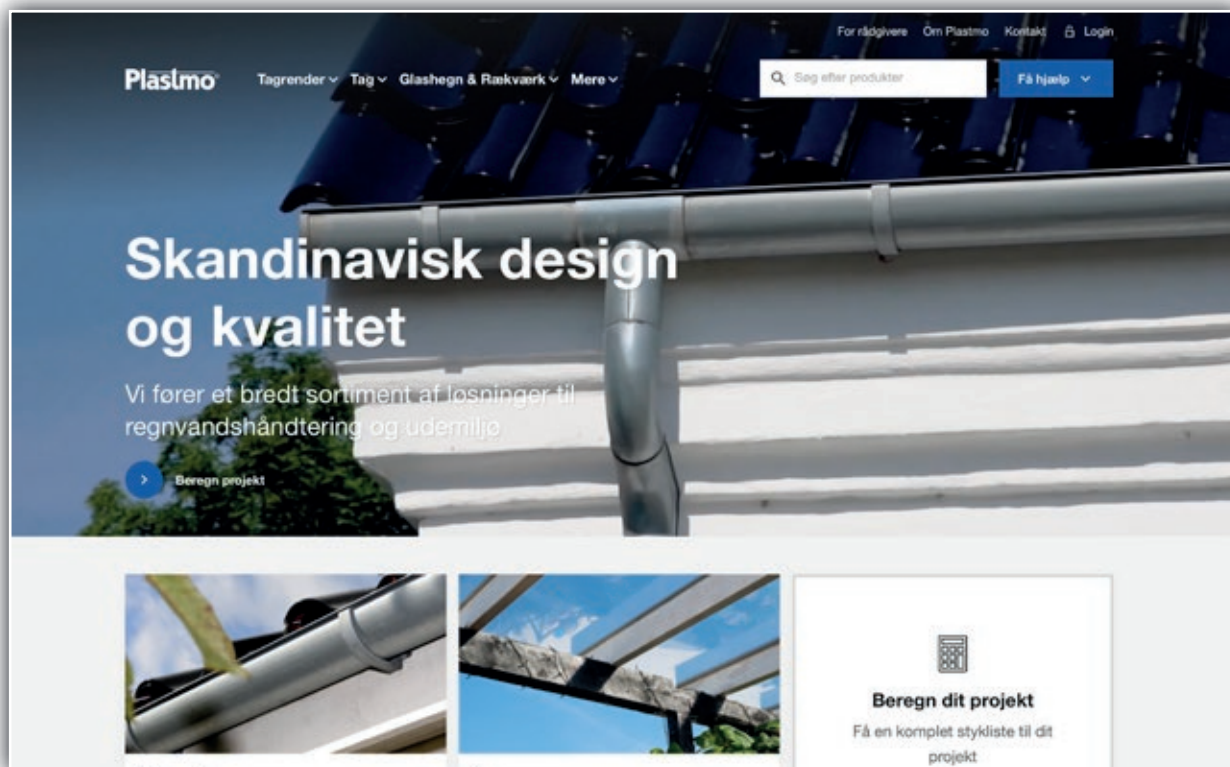 For rådgivere Om Plastmo Kontakt Login
Plastmo Tagrender Tag Glashegn & Rækværk Mere Søg efter produkter Få hjælp
Skandinavisk design
og kvalitet
Vi fører et bredt sortiment af løsninger til
regnvandshåndtering og udemiljø
Beregn projekt
Beregn dit projekt
Få en komplet stykliste til dit
projekt